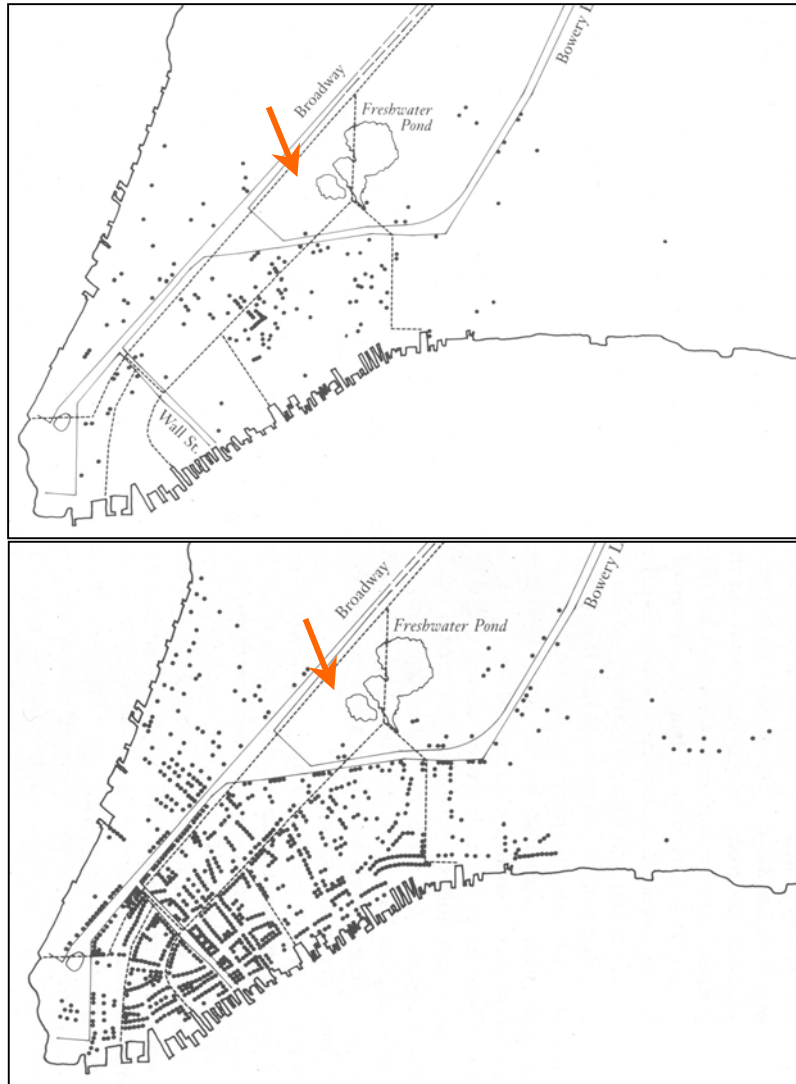 Broadway
Bowery L
Freshwater
Pond
Wall St.
Broadway
Bowery L
Freshwater Pond